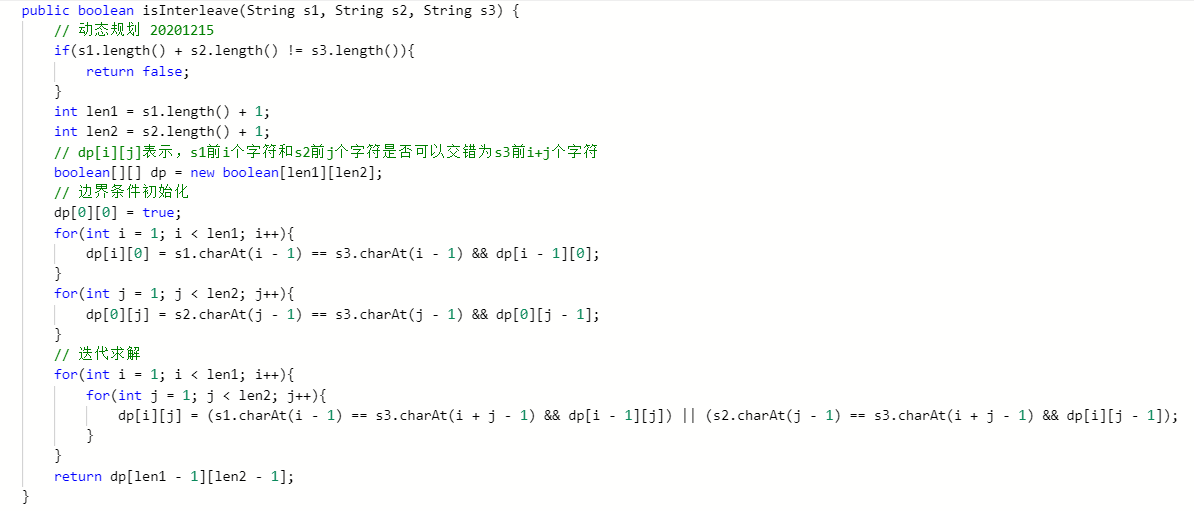 public boolean isInterleave(String s1, String s2, String s3) {
// 动态规划 20201215
if(s1.length() + s2.length() != s3.length()){
return false;
}
int len1 = s1.length() + 1;
int len2 = s2.length() + 1;
// dp[i][j]表示，s1前i个字符和s2前j个字符是否可以交错为s3前i+j个字符
boolean[][] dp = new boolean[len1][len2];
// 边界条件初始化
dp[0][0] = true;
for(int i = 1; i < len1; i++){
dp[i][0] = s1.charAt(i - 1) == s3.charAt(i - 1) && dp[i - 1][0];
}
for(int j = 1; j < len2; j++){
dp[0][j] = s2.charAt(j - 1) == s3.charAt(j - 1) && dp[0][j - 1];
}
// 迭代求解
for(int i = 1; i < len1; i++){
for(int j = 1; j < len2; j++){
dp[i][j] = (s1.charAt(i - 1) == s3.charAt(i + j - 1) && dp[i - 1][j]) || (s2.charAt(j - 1) == s3.charAt(i + j - 1) && dp[i][j - 1]);
}
}
return dp[len1 - 1][len2 - 1];
}